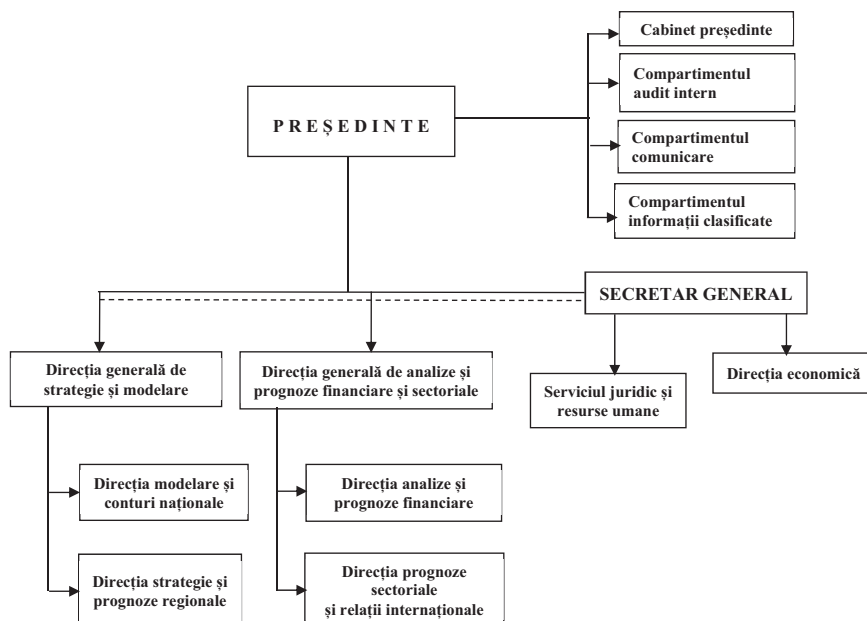 Cabinet președinte
Compartimentul
audit intern
P R E Ș E D I N T E
Compartimentul
comunicare
Compartimentul
informații clasificate
SECRETAR GENERAL
Direcția generală de
strategie și modelare
Direcția generală de analize și
prognoze financiare și sectoriale
Serviciul juridic și
resurse umane
Direcția economică
Direcția modelare și
conturi naționale
Direcția analize și
prognoze financiare
Direcția strategie și
prognoze regionale
Direcția prognoze
sectoriale
și relații internaționale